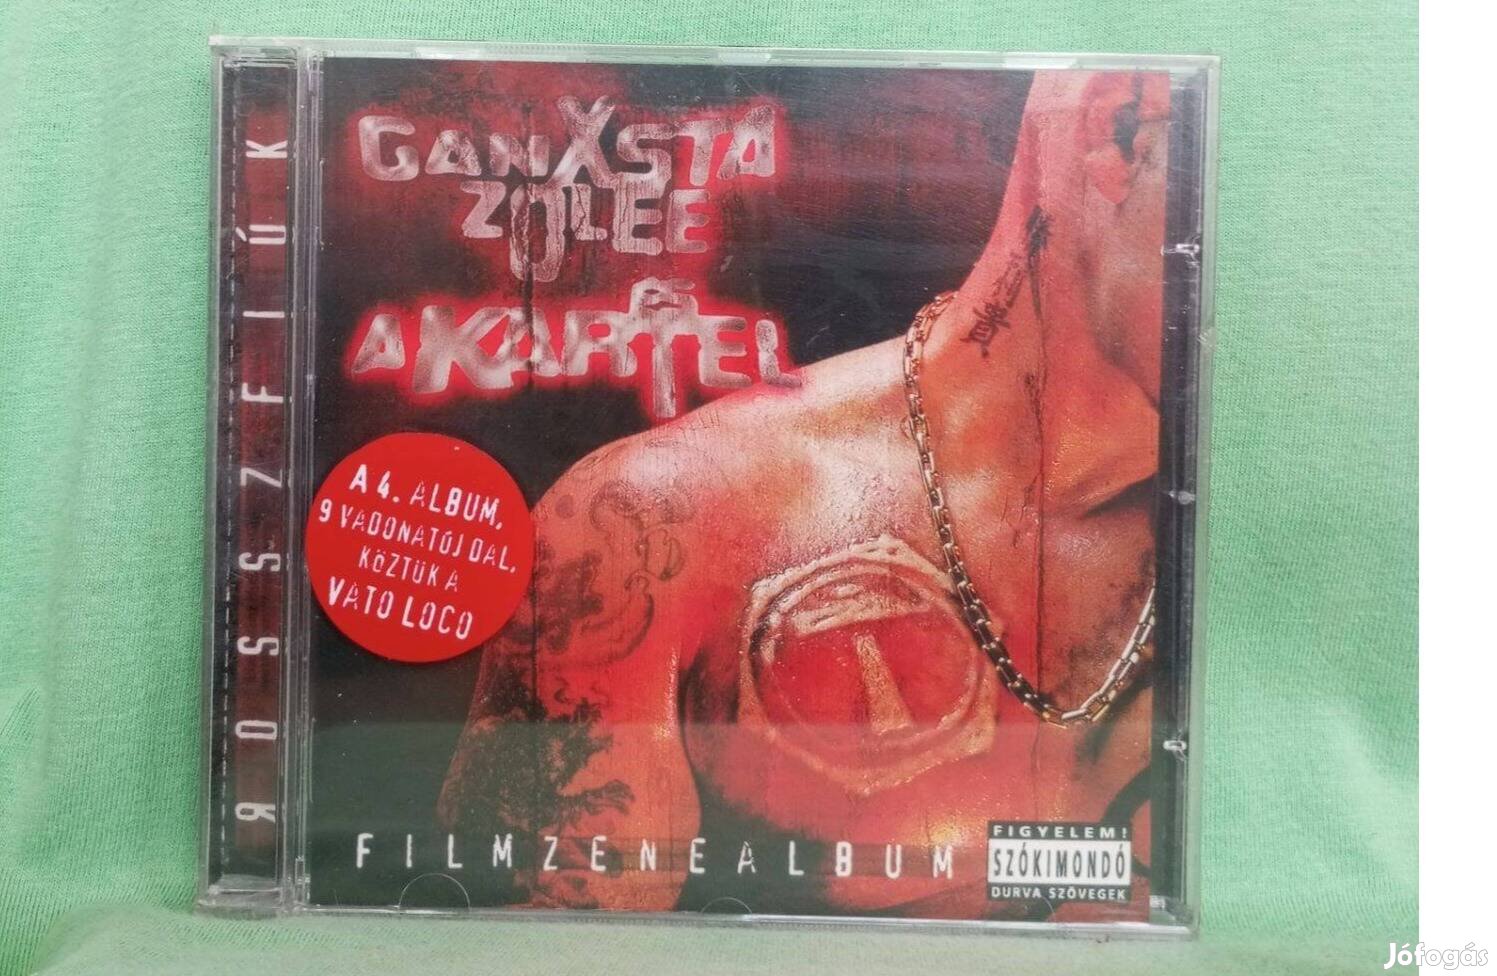 GANXSTA
ZOLEE
ÉS
A KARTEL
ROSSZFIÚK
A 4. ALBUM,
9 VADONATÚJ DAL,
KÖZTÜK A
VATO LOCO
FILMZENEALBUM
FIGYELEM!
SZÓKIMONDÓ
DURVA SZÖVEGEK
Jófogás